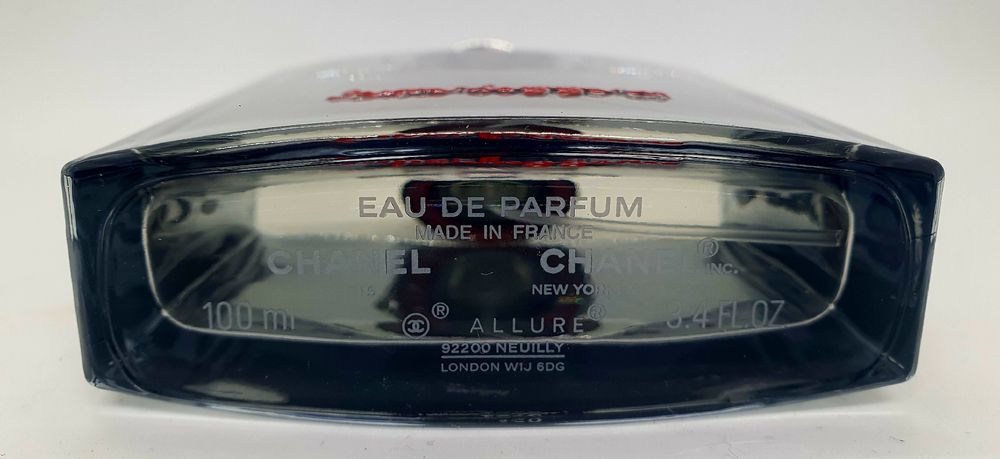 EAU DE PARFUM
MADE IN FRANCE
CHANEL CHANEL® INC.
NEW YORK
100 ml 3.4 FL.OZ
® ALLURE®
92200 NEUILLY
LONDON W1J 6DG